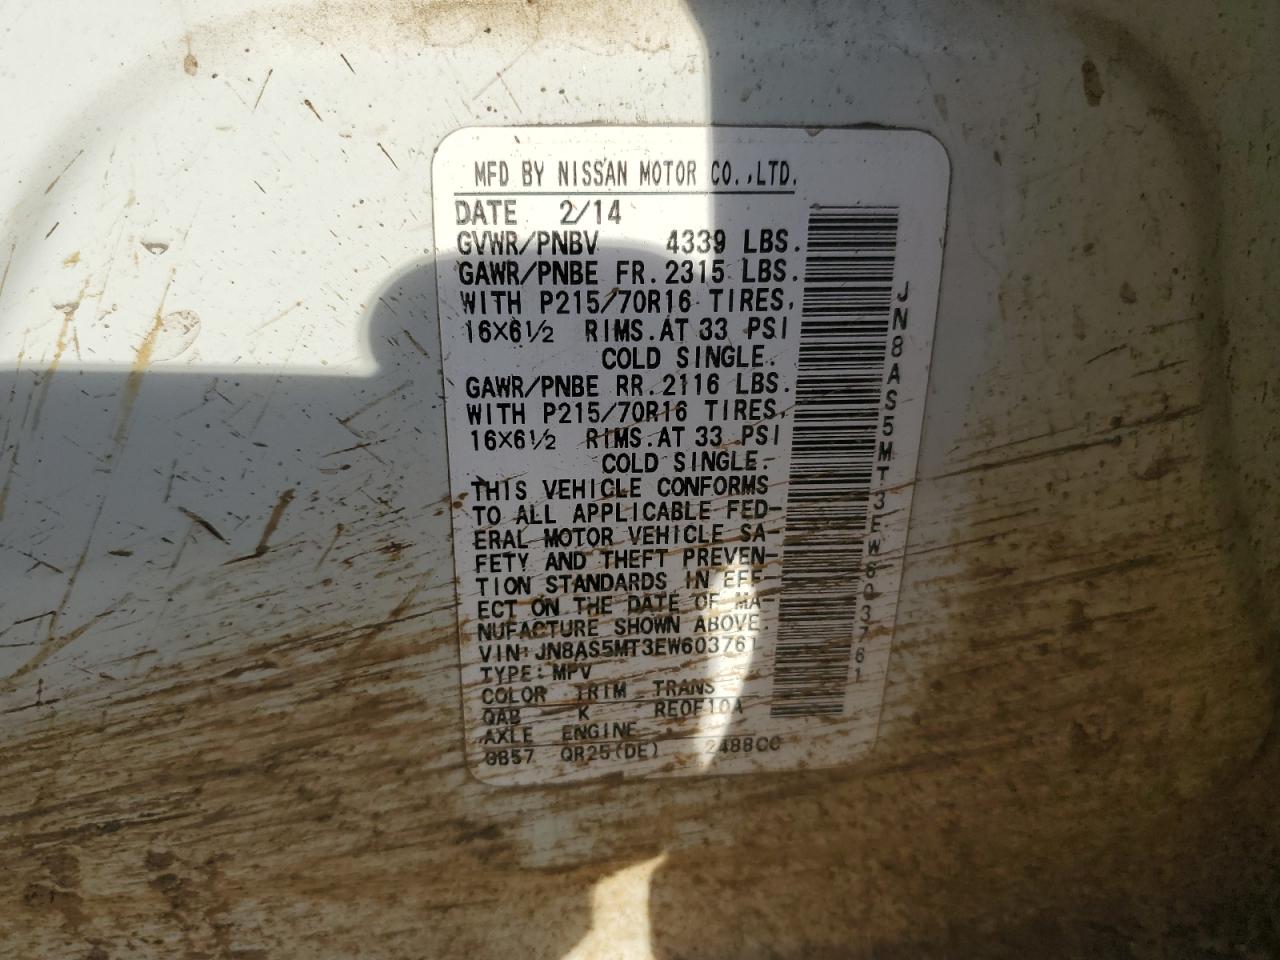 MFD BY NISSAN MOTOR CO.,LTD.
DATE 2/14
GVWR/PNBV 4339 LBS.
GAWR/PNBE FR. 2315 LBS.
WITH P215/70R16 TIRES,
16X6½ RIMS. AT 33 PSI
COLD SINGLE.
GAWR/PNBE RR. 2116 LBS.
WITH P215/70R16 TIRES,
16X6½ RIMS. AT 33 PSI
COLD SINGLE.
THIS VEHICLE CONFORMS
TO ALL APPLICABLE FED-
ERAL MOTOR VEHICLE SA-
FETY AND THEFT PREVEN-
TION STANDARDS IN EFF-
ECT ON THE DATE OF MA-
NUFACTURE SHOWN ABOVE.
VIN: JN8AS5MT3EW603761
TYPE: MPV
COLOR TRIM TRANS
QAB K RE0F10A
AXLE ENGINE
GB57 QR25(DE) 2488CC
JN8AS5MT3EW603761